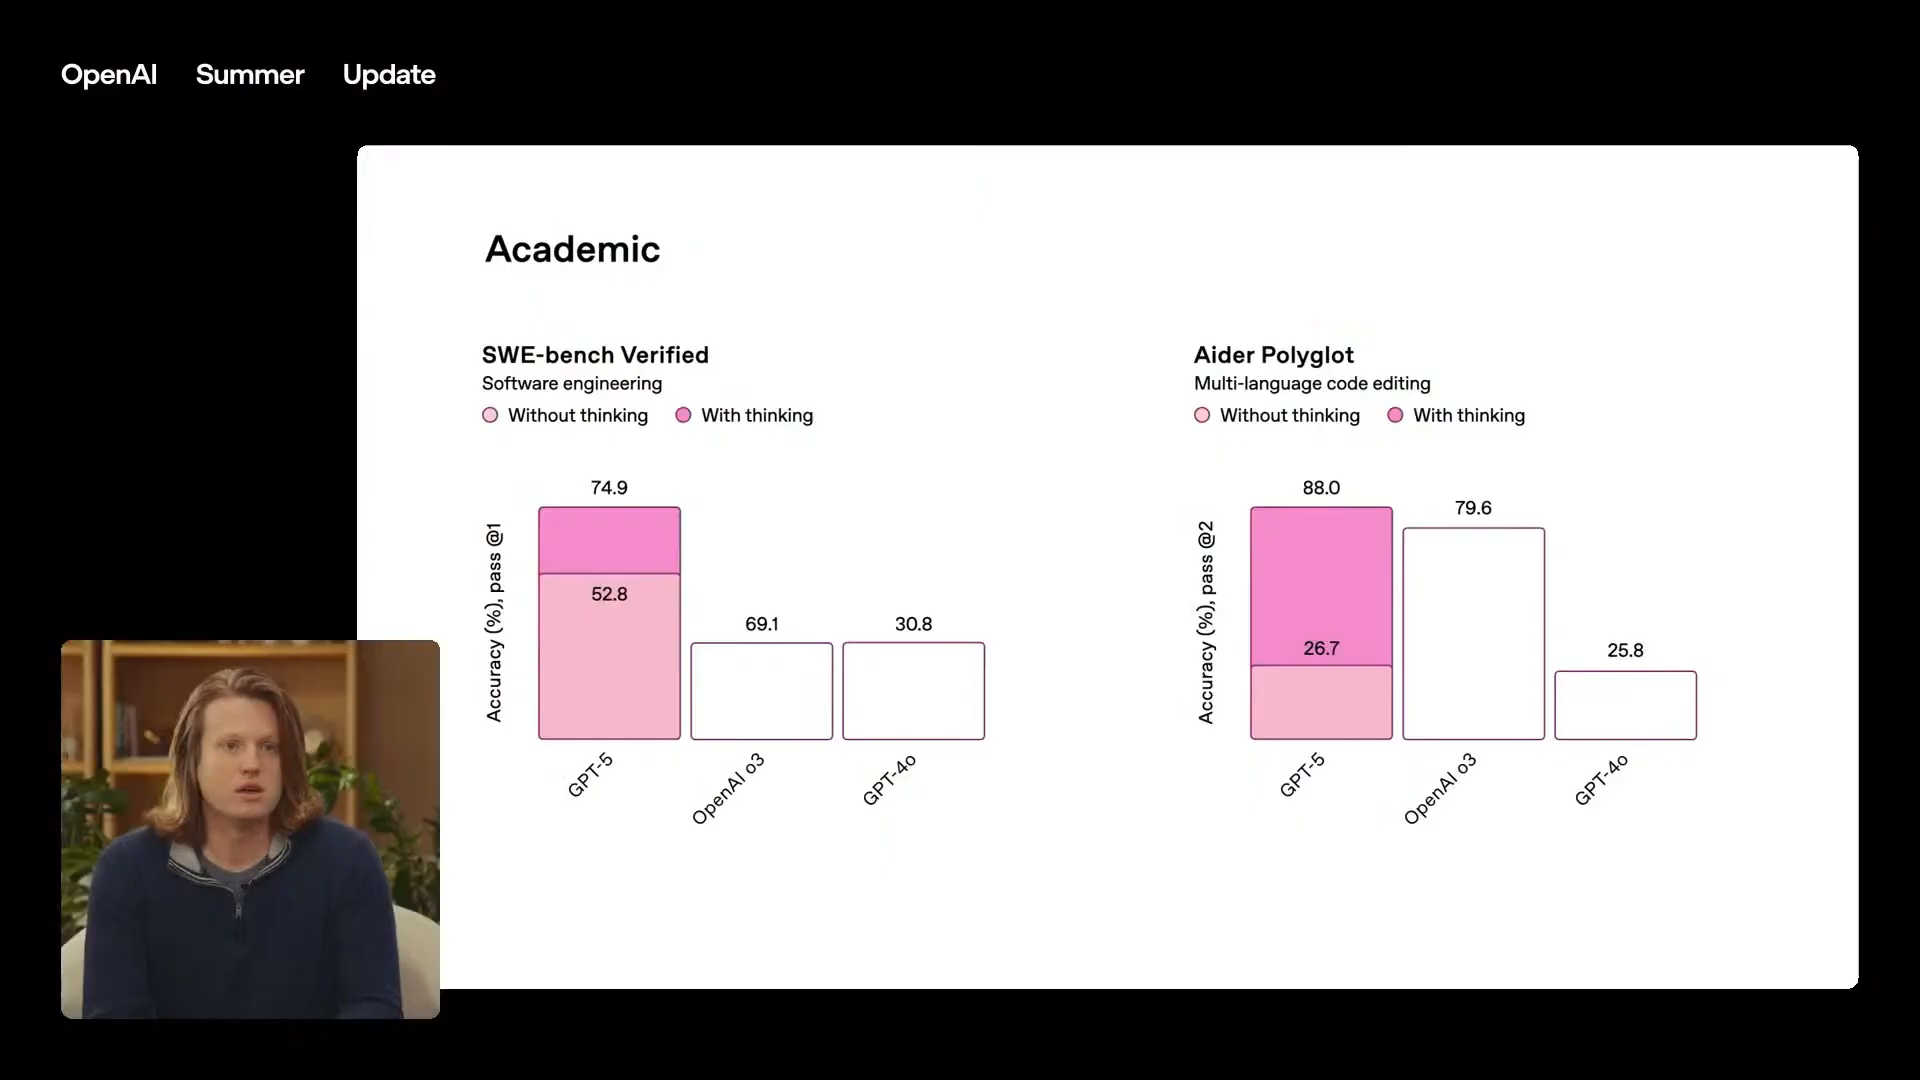 OpenAI Summer Update
Academic
SWE-bench Verified
Software engineering
Without thinking With thinking
Accuracy (%), pass @1
74.9
52.8
69.1
30.8
GPT-5
OpenAI o3
GPT-4o
Aider Polyglot
Multi-language code editing
Without thinking With thinking
Accuracy (%), pass @2
88.0
26.7
79.6
25.8
GPT-5
OpenAI o3
GPT-4o